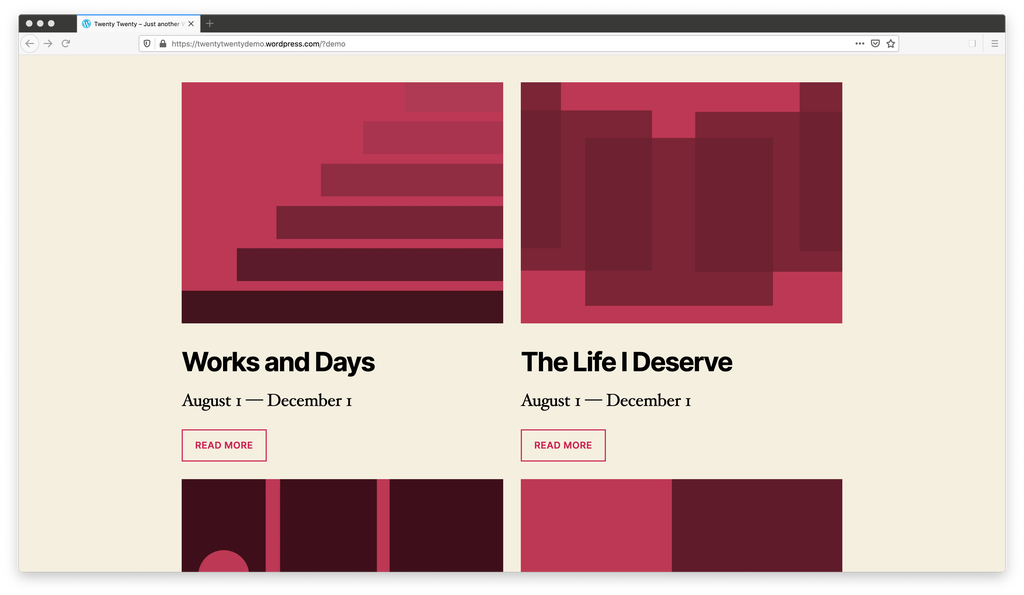 Twenty Twenty – Just another W
https://twentytwentydemo.wordpress.com/?demo
Works and Days
August 1 — December 1
READ MORE
The Life I Deserve
August 1 — December 1
READ MORE